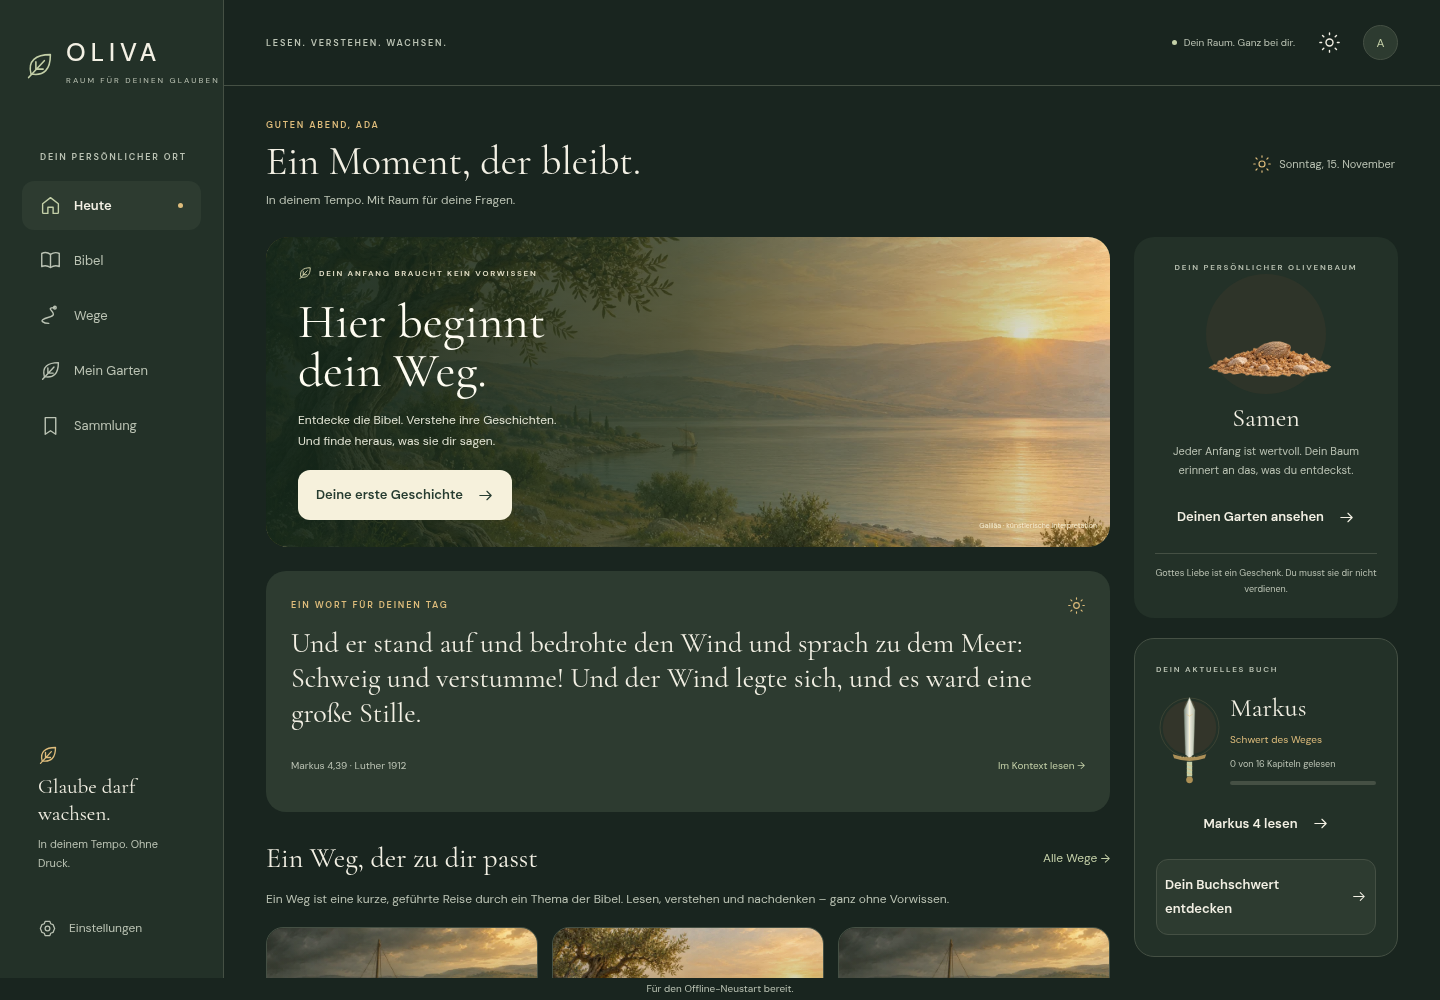 OLIVA
RAUM FÜR DEINEN GLAUBEN
DEIN PERSÖNLICHER ORT
Heute
Bibel
Wege
Mein Garten
Sammlung
Glaube darf
wachsen.
In deinem Tempo. Ohne
Druck.
Einstellungen
LESEN. VERSTEHEN. WACHSEN.
Dein Raum. Ganz bei dir.
A
GUTEN ABEND, ADA
Ein Moment, der bleibt.
In deinem Tempo. Mit Raum für deine Fragen.
Sonntag, 15. November
DEIN ANFANG BRAUCHT KEIN VORWISSEN
Hier beginnt
dein Weg.
Entdecke die Bibel. Verstehe ihre Geschichten.
Und finde heraus, was sie dir sagen.
Deine erste Geschichte →
Galiläa · künstlerische Interpretation
EIN WORT FÜR DEINEN TAG
Und er stand auf und bedrohte den Wind und sprach zu dem Meer:
Schweig und verstumme! Und der Wind legte sich, und es ward eine
große Stille.
Markus 4,39 · Luther 1912
Im Kontext lesen →
Ein Weg, der zu dir passt
Alle Wege →
Ein Weg ist eine kurze, geführte Reise durch ein Thema der Bibel. Lesen, verstehen und nachdenken – ganz ohne Vorwissen.
DEIN PERSÖNLICHER OLIVENBAUM
Samen
Jeder Anfang ist wertvoll. Dein Baum
erinnert an das, was du entdeckst.
Deinen Garten ansehen →
Gottes Liebe ist ein Geschenk. Du musst sie dir nicht
verdienen.
DEIN AKTUELLES BUCH
Markus
Schwert des Weges
0 von 16 Kapiteln gelesen
Markus 4 lesen →
Dein Buchschwert
entdecken →
Für den Offline-Neustart bereit.